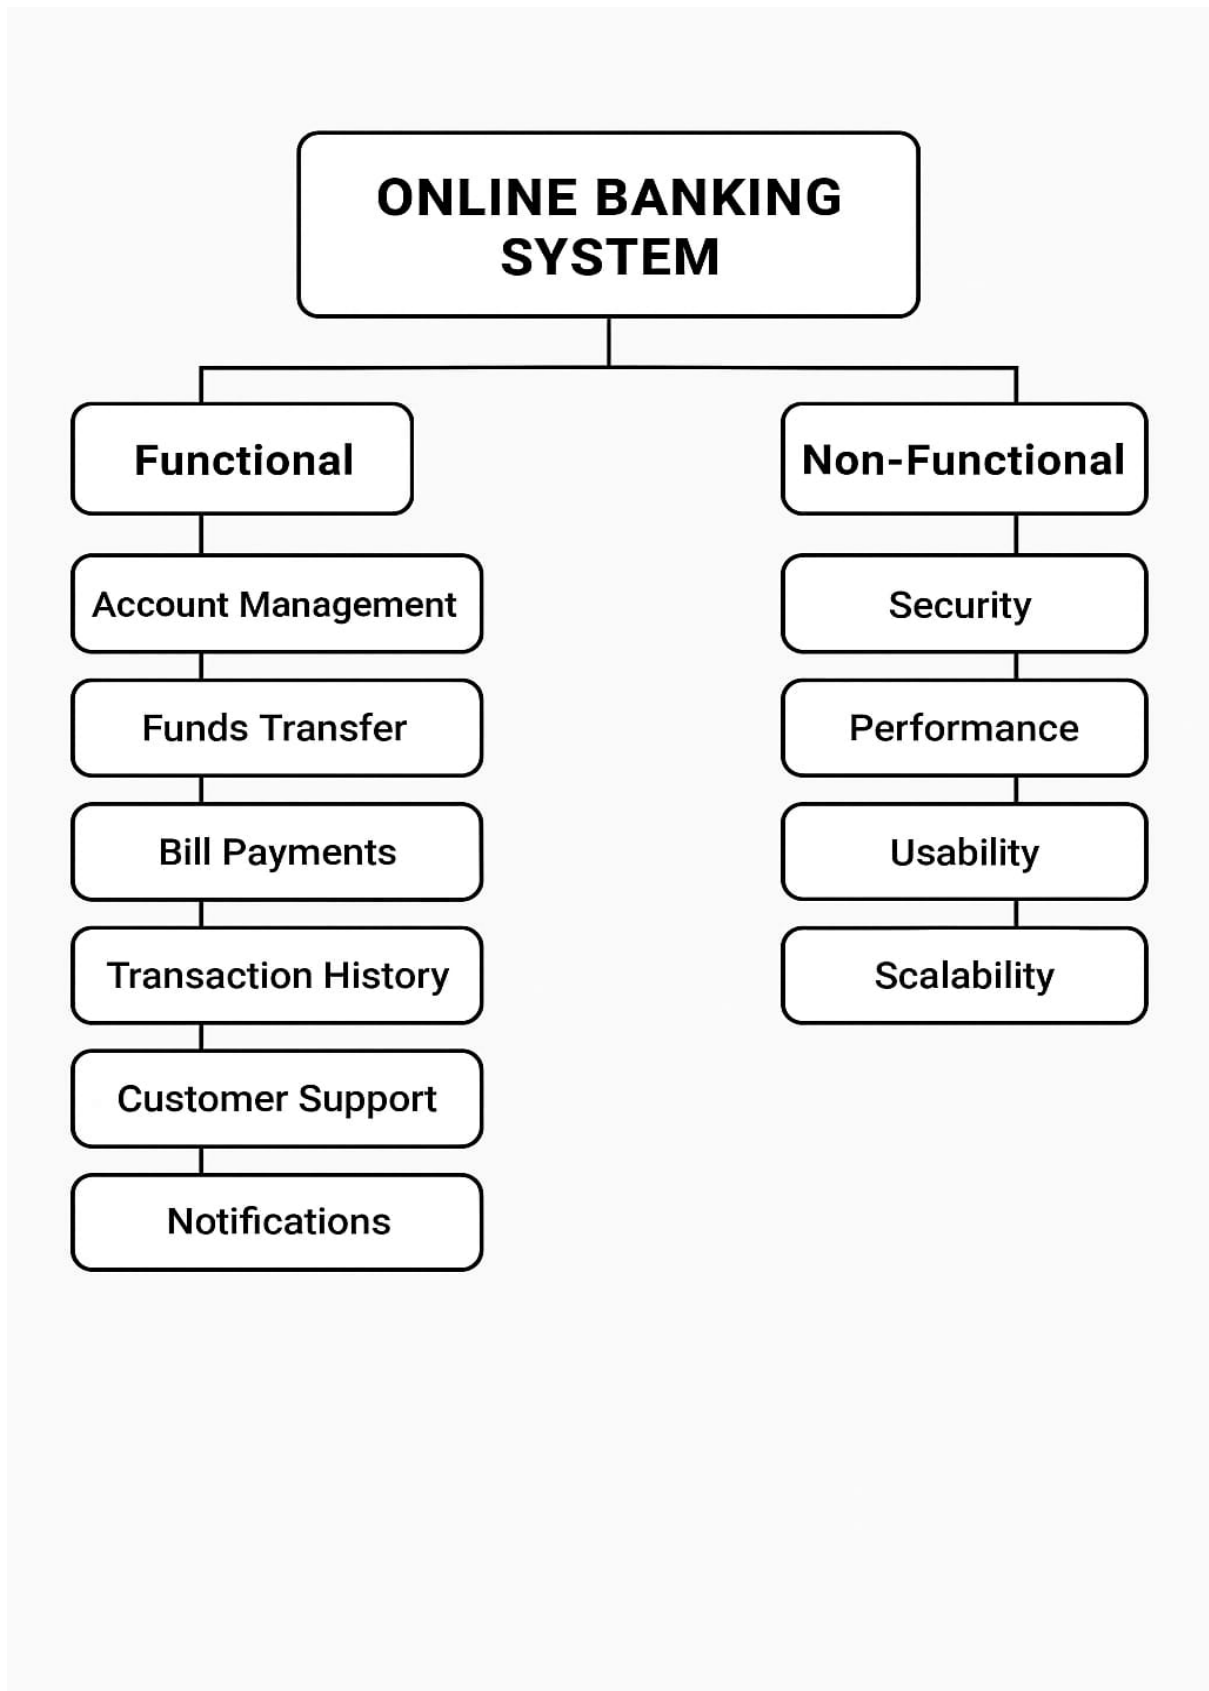 ONLINE BANKING
SYSTEM
Functional
Account Management
Funds Transfer
Bill Payments
Transaction History
Customer Support
Notifications
Non-Functional
Security
Performance
Usability
Scalability